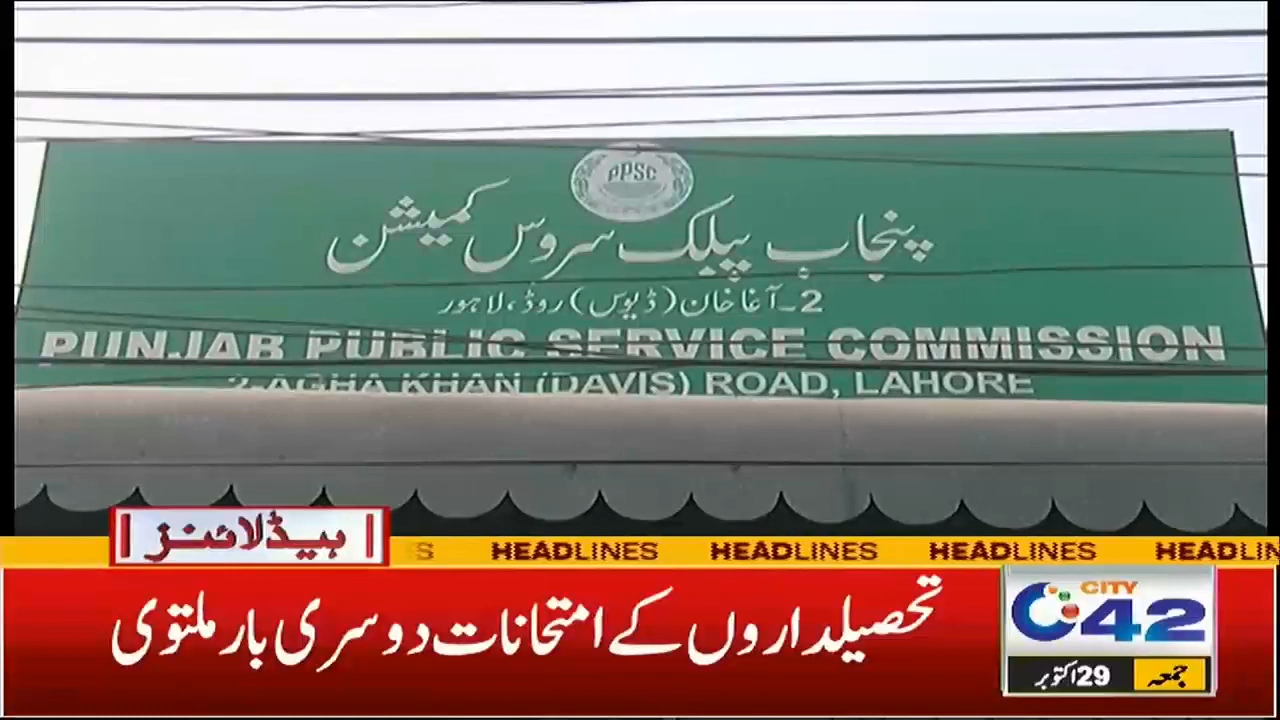 PPSC
پنجاب پبلک سروس کمیشن
2۔آغا خان (ڈیوس) روڈ، لاہور
PUNJAB PUBLIC SERVICE COMMISSION
2-AGHA KHAN (DAVIS) ROAD, LAHORE
ہیڈلائنز
HEADLINES HEADLINES HEADLINES
تحصیلداروں کے امتحانات دوسری بار ملتوی
CITY
42
جمعہ 29 اکتوبر